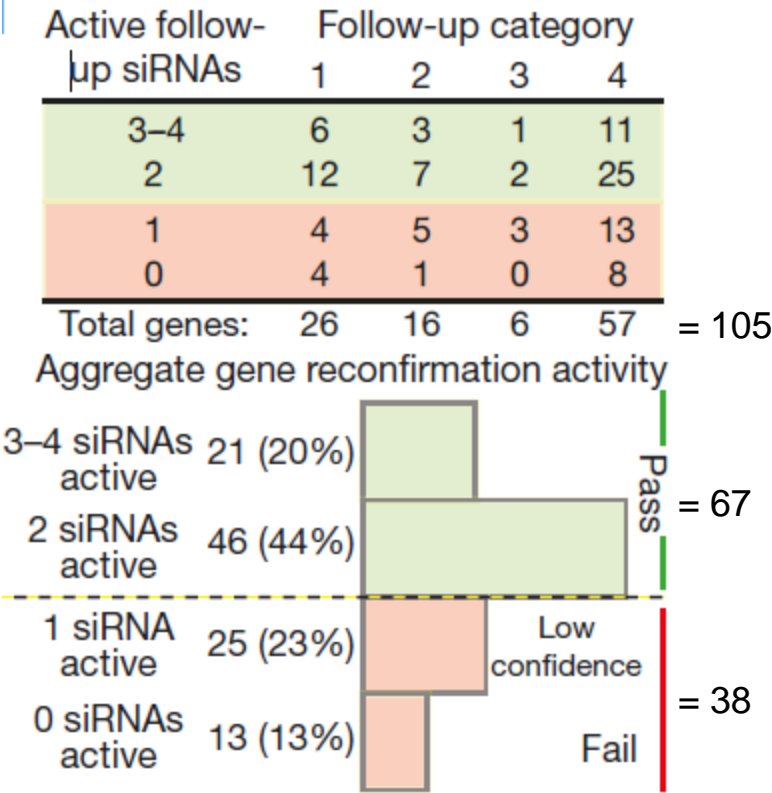 Active follow- Follow-up category
up siRNAs 1 2 3 4
3–4 6 3 1 11
2 12 7 2 25
1 4 5 3 13
0 4 1 0 8
Total genes: 26 16 6 57 = 105
Aggregate gene reconfirmation activity
3–4 siRNAs
active
21 (20%)
2 siRNAs
active
46 (44%)
Pass
= 67
1 siRNA
active
25 (23%)
Low
confidence
0 siRNAs
active
13 (13%)
Fail
= 38